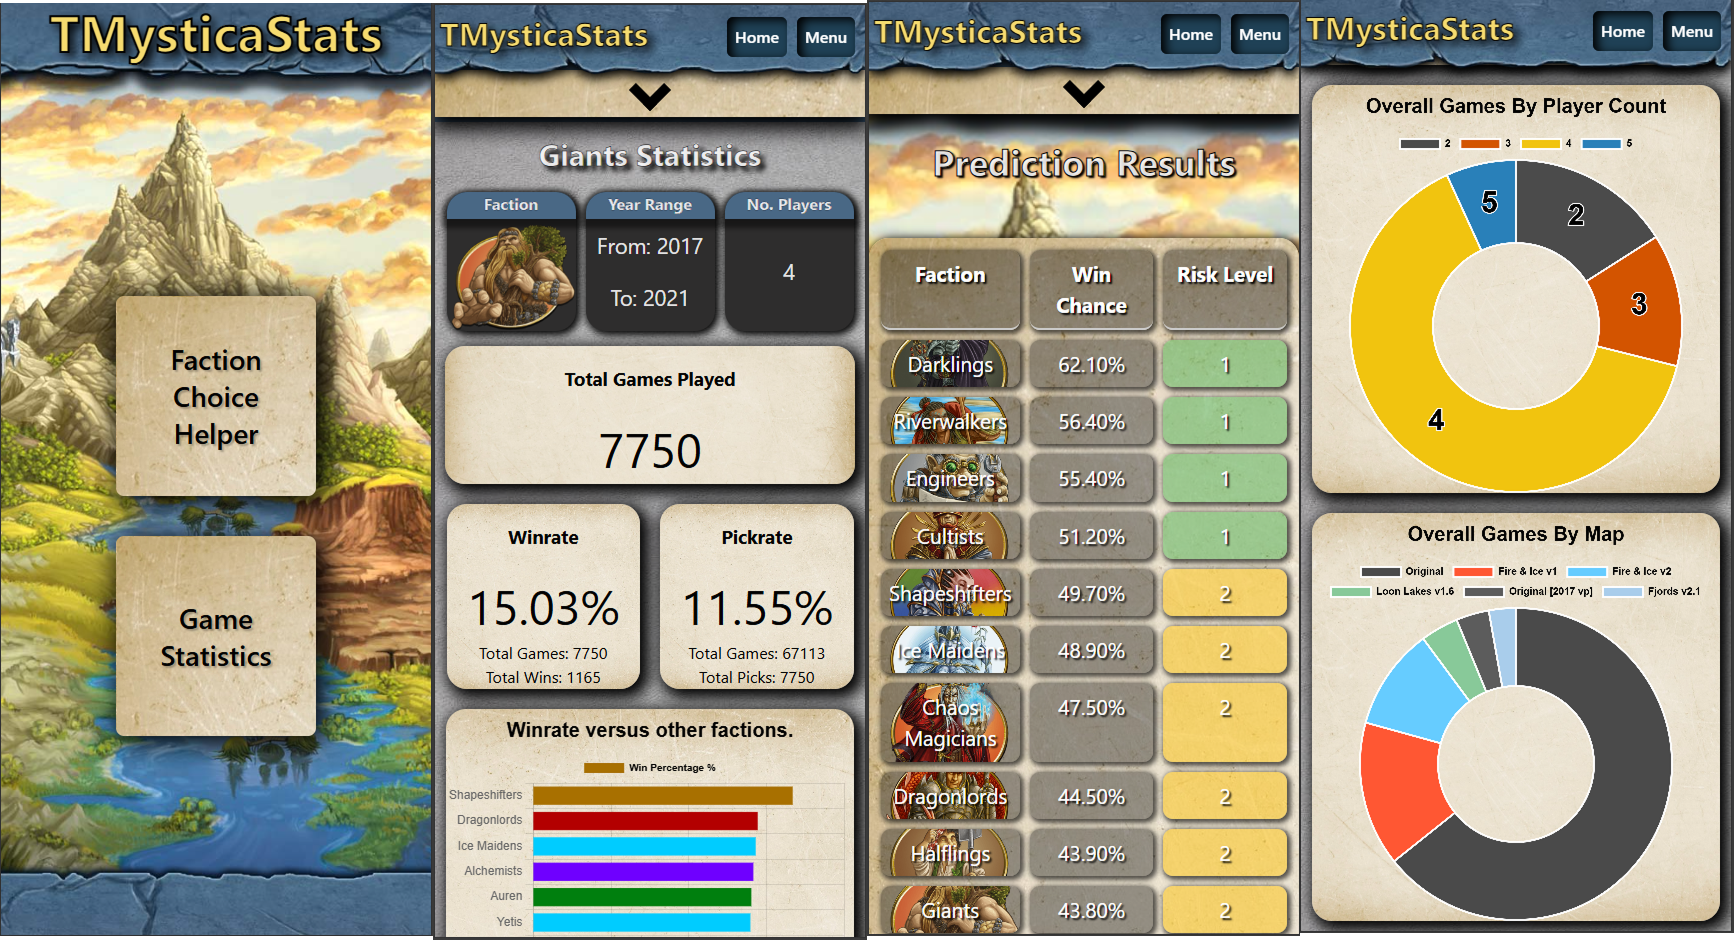 TMysticaStats
Faction
Choice
Helper
Game
Statistics
TMysticaStats
Home
Menu
Giants Statistics
Faction
Year Range
No. Players
From: 2017
To: 2021
4
Total Games Played
7750
Winrate
15.03%
Total Games: 7750
Total Wins: 1165
Pickrate
11.55%
Total Games: 67113
Total Picks: 7750
Winrate versus other factions.
Win Percentage %
Shapeshifters
Dragonlords
Ice Maidens
Alchemists
Auren
Yetis
TMysticaStats
Home
Menu
Prediction Results
Faction
Win
Chance
Risk Level
Darklings 62.10% 1
Riverwalkers 56.40% 1
Engineers 55.40% 1
Cultists 51.20% 1
Shapeshifters 49.70% 2
Ice Maidens 48.90% 2
Chaos 47.50% 2
Magicians
Dragonlords 44.50% 2
Halflings 43.90% 2
Giants 43.80% 2
TMysticaStats
Home
Menu
Overall Games By Player Count
2 3 4 5
5
2
3
4
Overall Games By Map
Original Fire & Ice v1 Fire & Ice v2
Loon Lakes v1.6 Original [2017 vp] Fjords v2.1